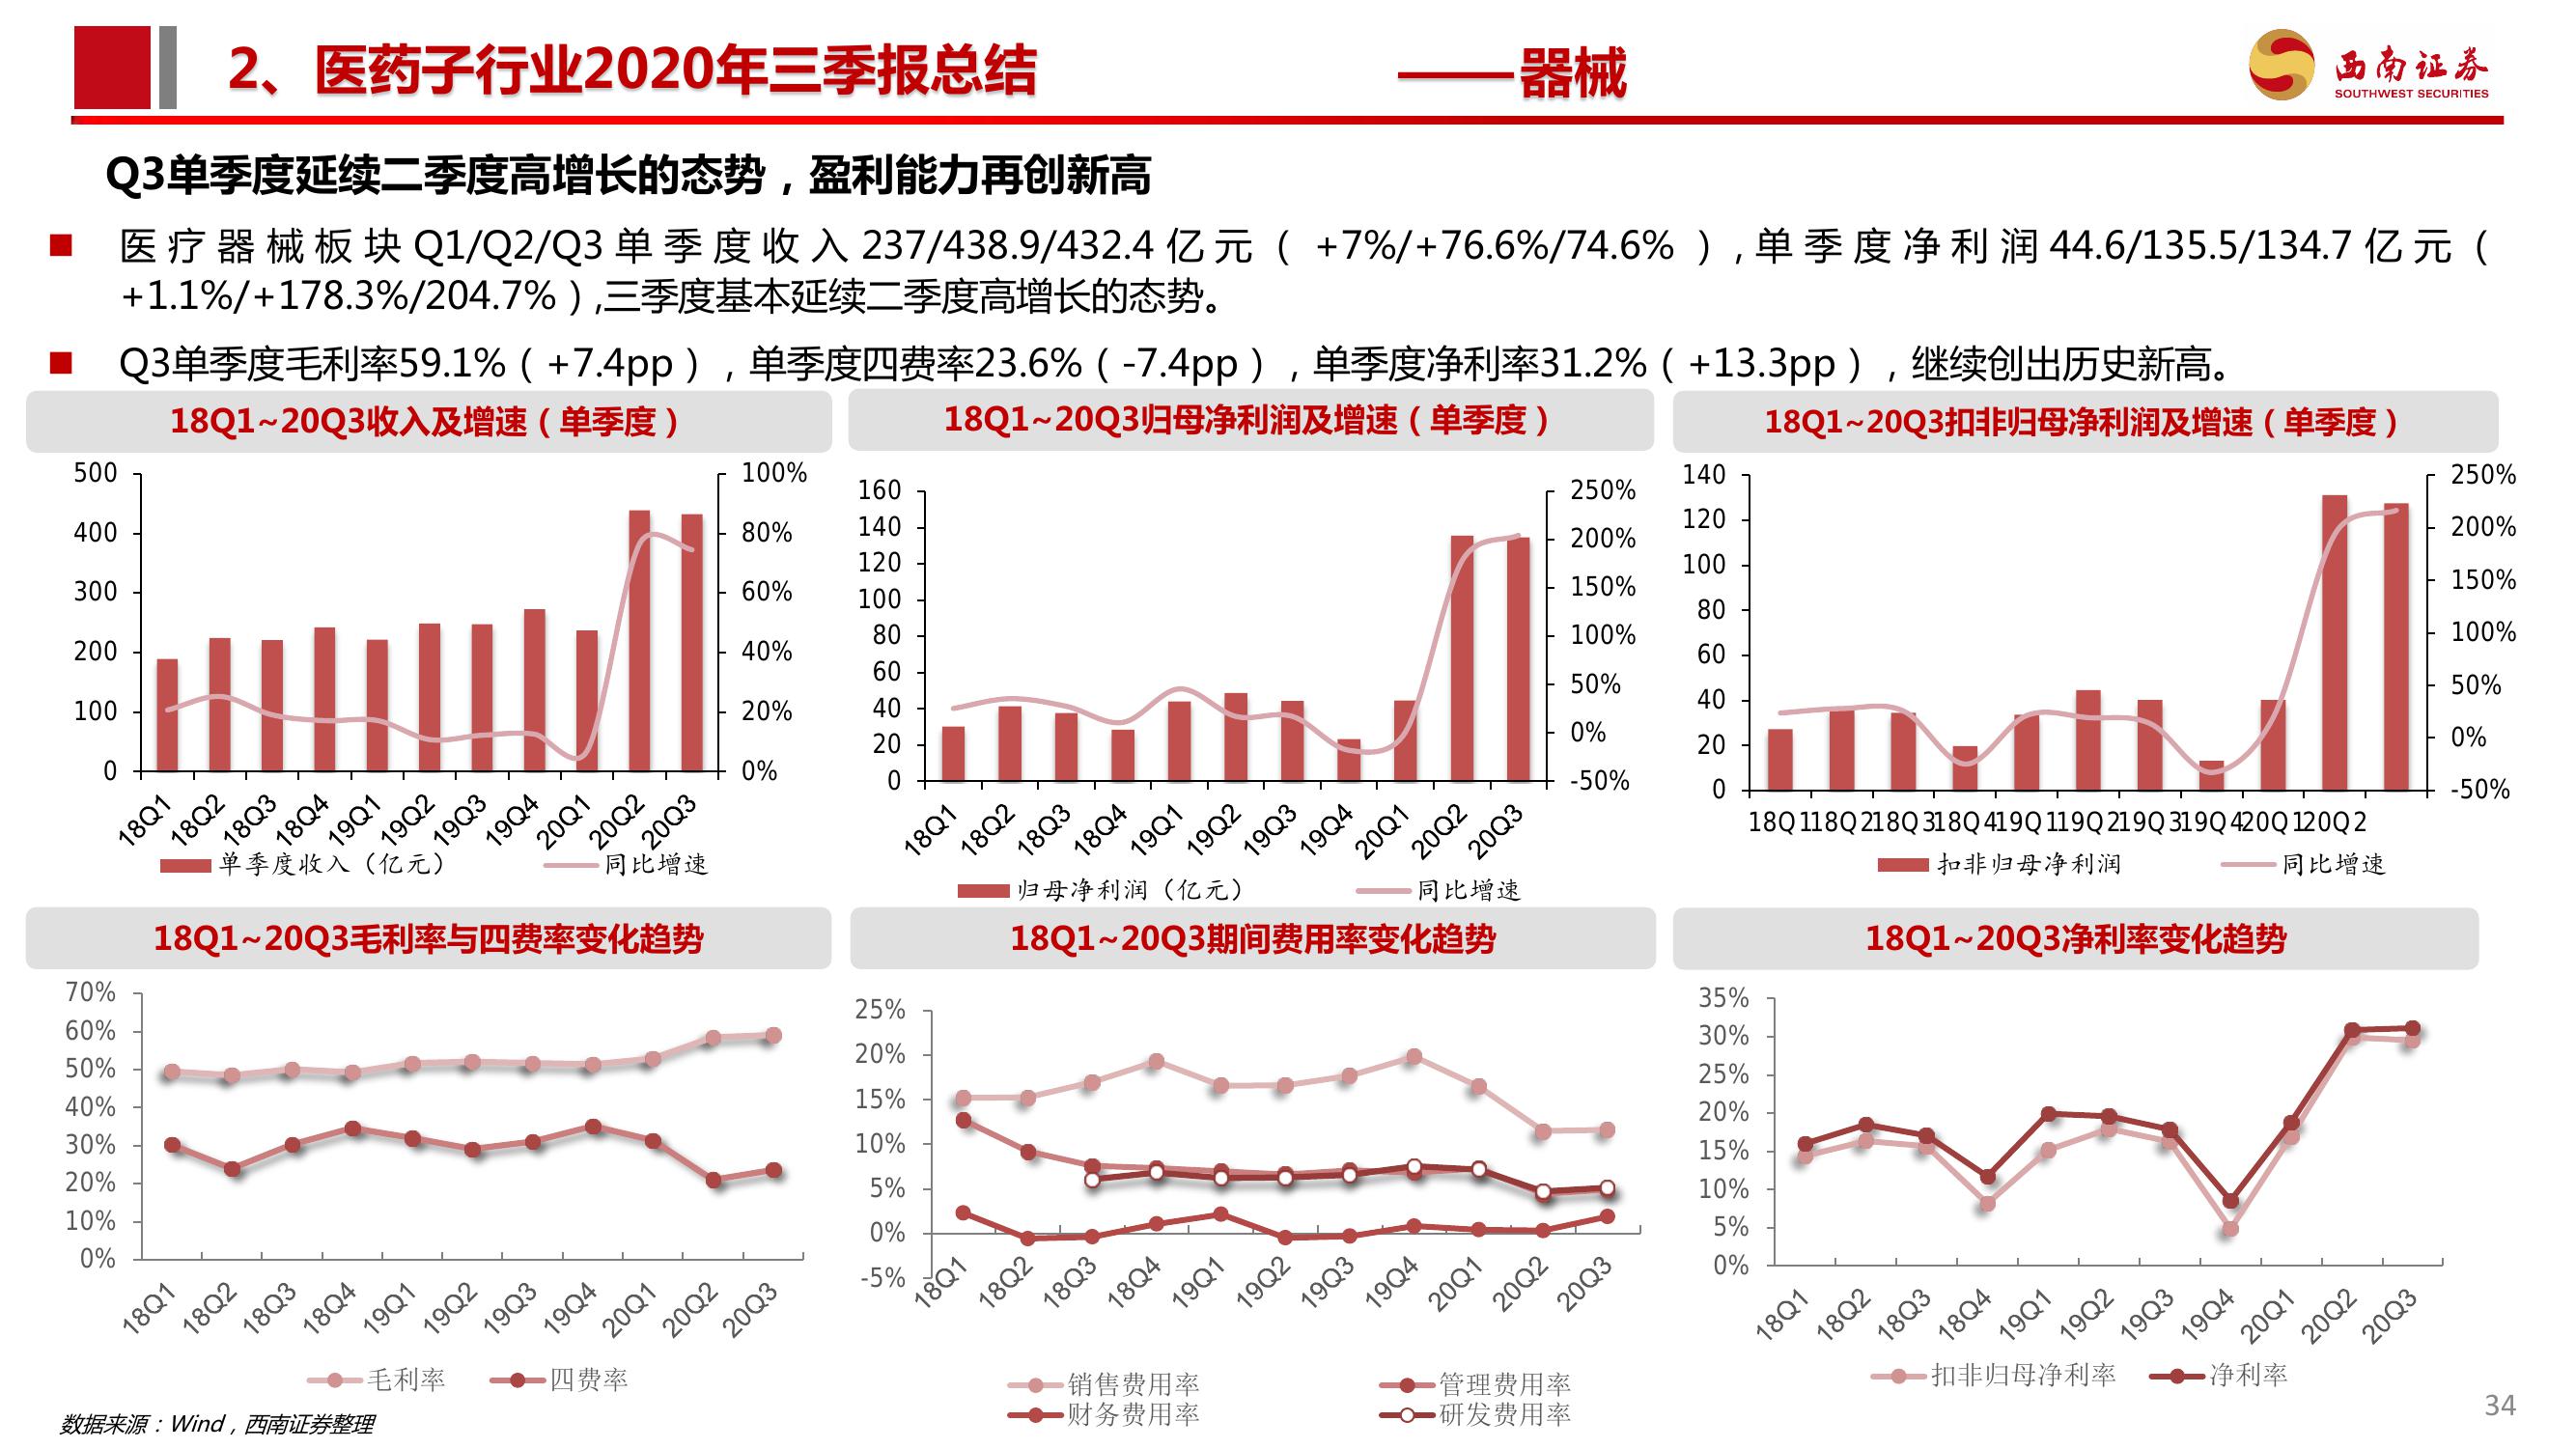 2、医药子行业2020年三季报总结 ——器械
西南证券
SOUTHWEST SECURITIES
Q3单季度延续二季度高增长的态势，盈利能力再创新高
医疗器械板块Q1/Q2/Q3单季度收入237/438.9/432.4亿元（ +7%/+76.6%/74.6% ）,单季度净利润44.6/135.5/134.7亿元（
+1.1%/+178.3%/204.7%）,三季度基本延续二季度高增长的态势。
Q3单季度毛利率59.1%（+7.4pp），单季度四费率23.6%（-7.4pp），单季度净利率31.2%（+13.3pp），继续创出历史新高。
18Q1~20Q3收入及增速（单季度）
500
400
300
200
100
0
100%
80%
60%
40%
20%
0%
18Q1 18Q2 18Q3 18Q4 19Q1 19Q2 19Q3 19Q4 20Q1 20Q2 20Q3
单季度收入（亿元） 同比增速
18Q1~20Q3归母净利润及增速（单季度）
160
140
120
100
80
60
40
20
0
250%
200%
150%
100%
50%
0%
-50%
18Q1 18Q2 18Q3 18Q4 19Q1 19Q2 19Q3 19Q4 20Q1 20Q2 20Q3
归母净利润（亿元） 同比增速
18Q1~20Q3扣非归母净利润及增速（单季度）
140
120
100
80
60
40
20
0
250%
200%
150%
100%
50%
0%
-50%
18Q1 18Q2 18Q3 18Q4 19Q1 19Q2 19Q3 19Q4 20Q1 20Q2
扣非归母净利润 同比增速
18Q1~20Q3毛利率与四费率变化趋势
70%
60%
50%
40%
30%
20%
10%
0%
18Q1 18Q2 18Q3 18Q4 19Q1 19Q2 19Q3 19Q4 20Q1 20Q2 20Q3
毛利率 四费率
18Q1~20Q3期间费用率变化趋势
25%
20%
15%
10%
5%
0%
-5%
18Q1 18Q2 18Q3 18Q4 19Q1 19Q2 19Q3 19Q4 20Q1 20Q2 20Q3
销售费用率 管理费用率
财务费用率 研发费用率
18Q1~20Q3净利率变化趋势
35%
30%
25%
20%
15%
10%
5%
0%
18Q1 18Q2 18Q3 18Q4 19Q1 19Q2 19Q3 19Q4 20Q1 20Q2 20Q3
扣非归母净利率 净利率
数据来源：Wind，西南证券整理
34